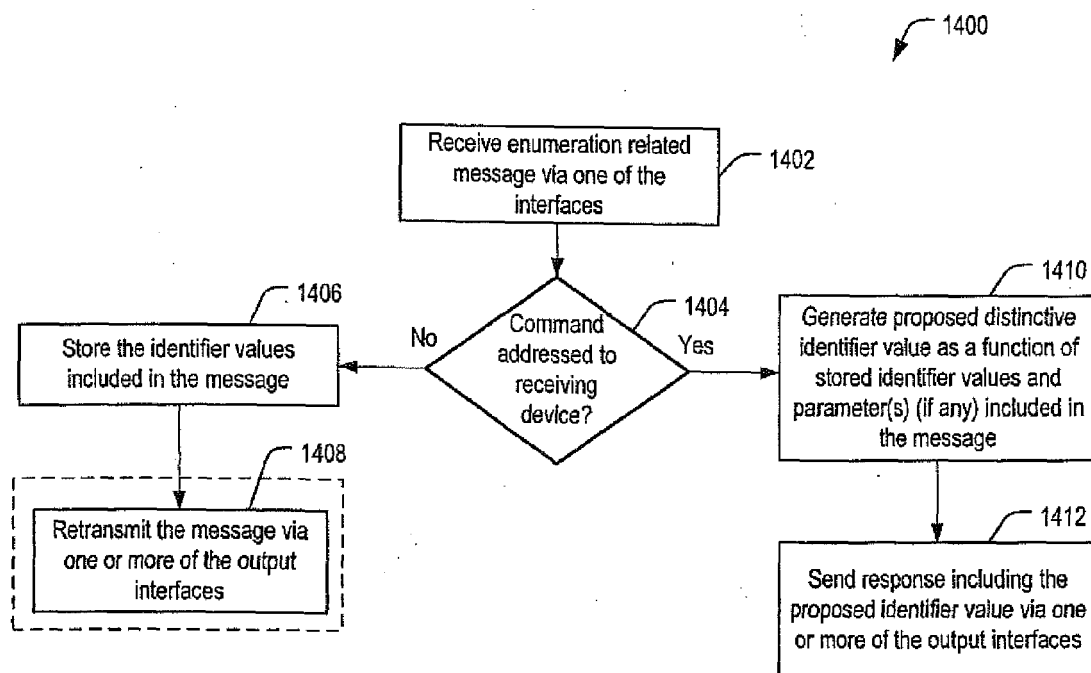 1400
Receive enumeration related
message via one of the
interfaces
1402
Command
addressed to
receiving
device?
1404
No
Yes
1406
Store the identifier values
included in the message
1408
Retransmit the message via
one or more of the output
interfaces
1410
Generate proposed distinctive
identifier value as a function of
stored identifier values and
parameter(s) (if any) included in
the message
1412
Send response including the
proposed identifier value via one
or more of the output interfaces